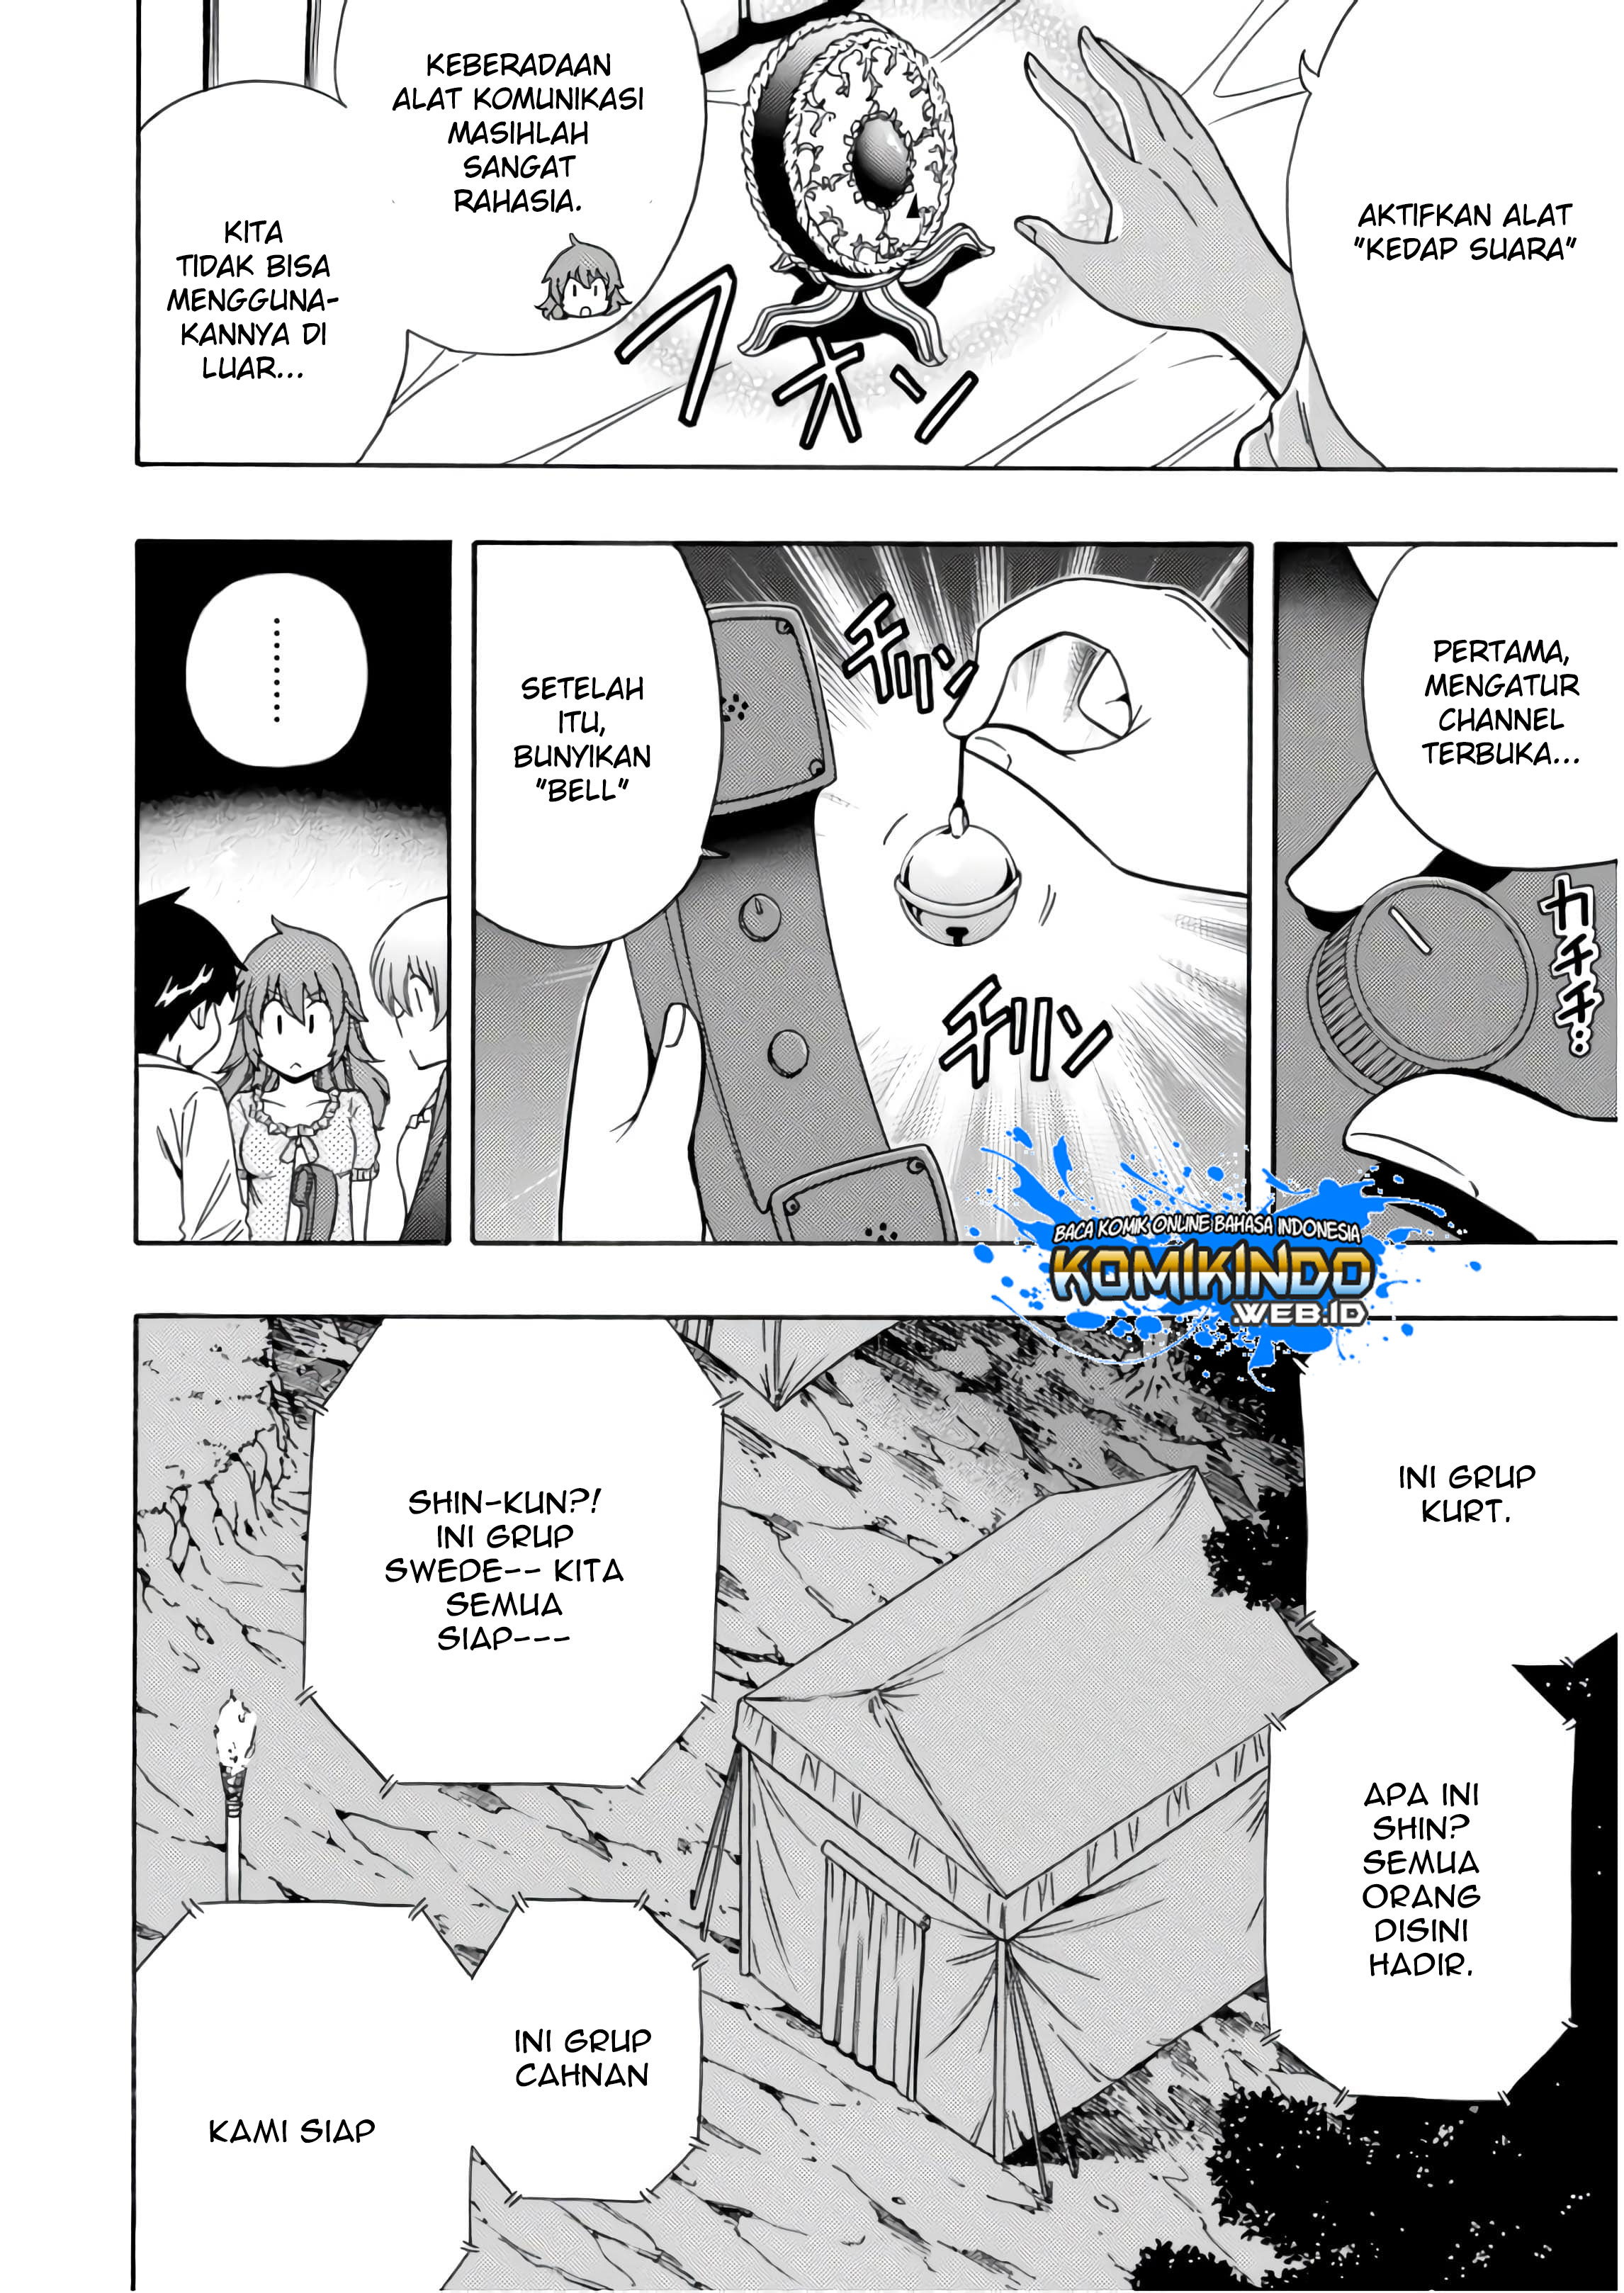 AKTIFKAN ALAT
"KEDAP SUARA"
KEBERADAAN
ALAT KOMUNIKASI
MASIHLAH
SANGAT
RAHASIA.
KITA
TIDAK BISA
MENGGUNA-
KANNYA DI
LUAR...
フォン
PERTAMA,
MENGATUR
CHANNEL
TERBUKA...
カチチ…
SETELAH
ITU,
BUNYIKAN
"BELL"
チリン
チリン
.........
BACA KOMIK ONLINE BAHASA INDONESIA
KOMIKINDO
.WEB.ID
INI GRUP
KURT.
APA INI
SHIN?
SEMUA
ORANG
DISINI
HADIR.
SHIN-KUN?!
INI GRUP
SWEDE-- KITA
SEMUA
SIAP---
INI GRUP
CAHNAN
KAMI SIAP